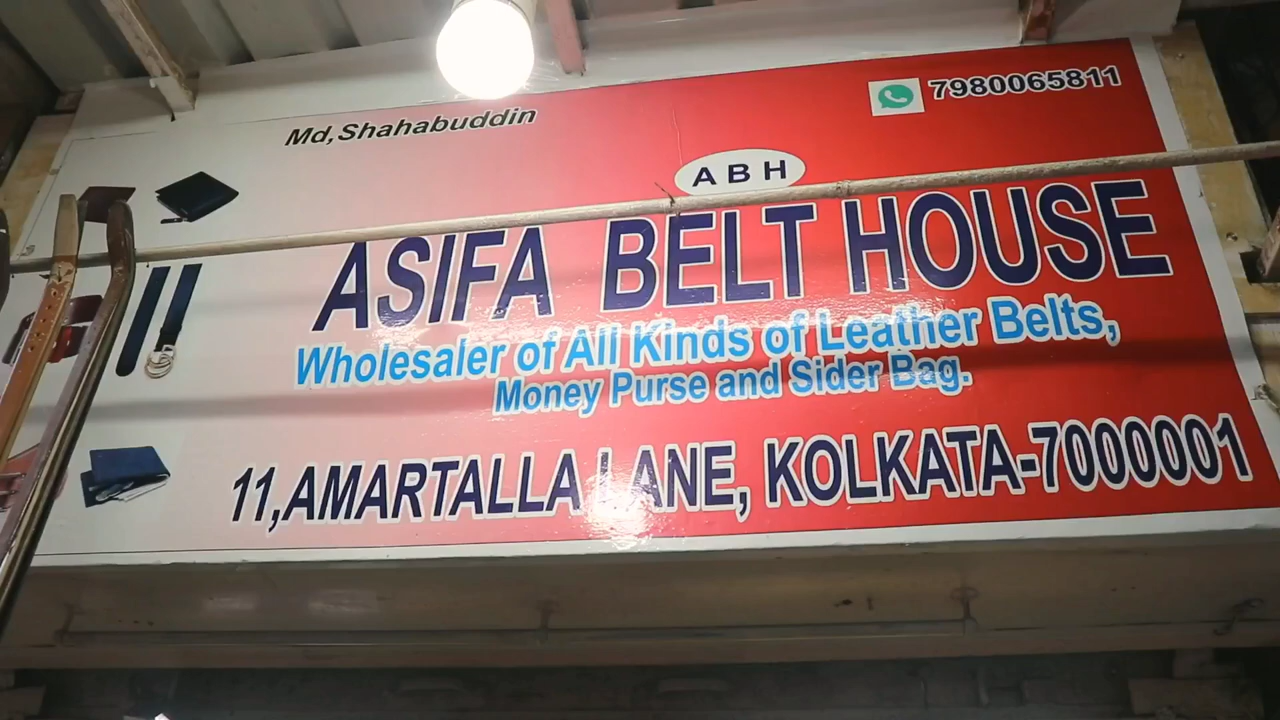 Md,Shahabuddin
7980065811
ABH
ASIFA BELT HOUSE
Wholesaler of All Kinds of Leather Belts,
Money Purse and Sider Bag.
11,AMARTALLA LANE, KOLKATA-7000001